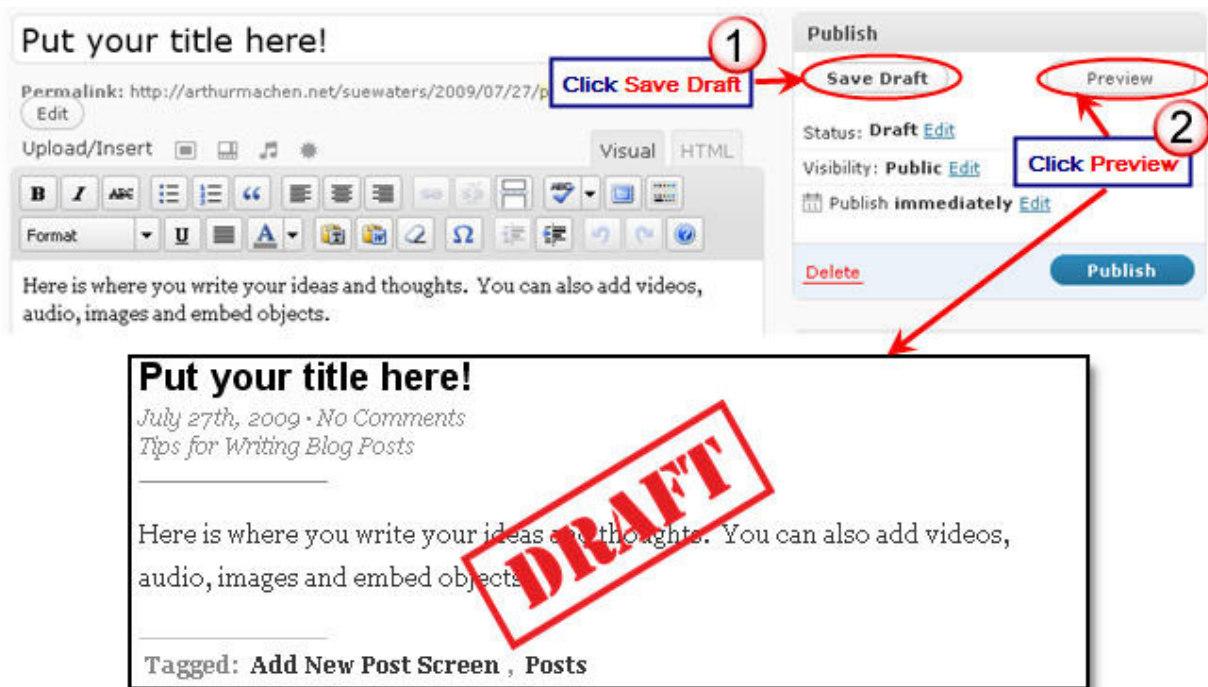 Put your title here!
Permalink: http://arthurmachen.net/suewaters/2009/07/27/
Edit
Upload/Insert
Visual HTML
B I ABC
Format U A
Here is where you write your ideas and thoughts. You can also add videos,
audio, images and embed objects.
1
Click Save Draft
Publish
Save Draft Preview
2
Click Preview
Status: Draft Edit
Visibility: Public Edit
Publish immediately Edit
Delete Publish
Put your title here!
July 27th, 2009 · No Comments
Tips for Writing Blog Posts
Here is where you write your ideas and thoughts. You can also add videos,
audio, images and embed objects
DRAFT
Tagged: Add New Post Screen , Posts